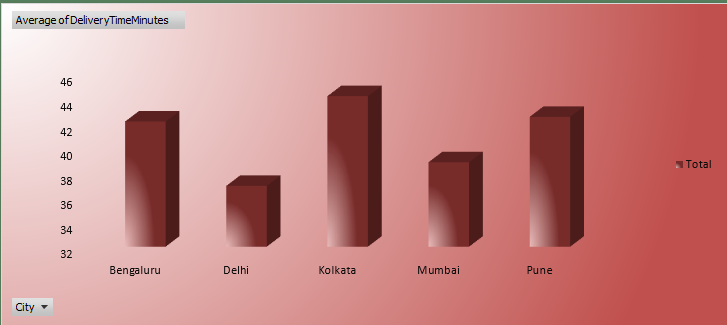 Average of DeliveryTimeMinutes
46
44
42
40
38
36
34
32
Bengaluru Delhi Kolkata Mumbai Pune
Total
City